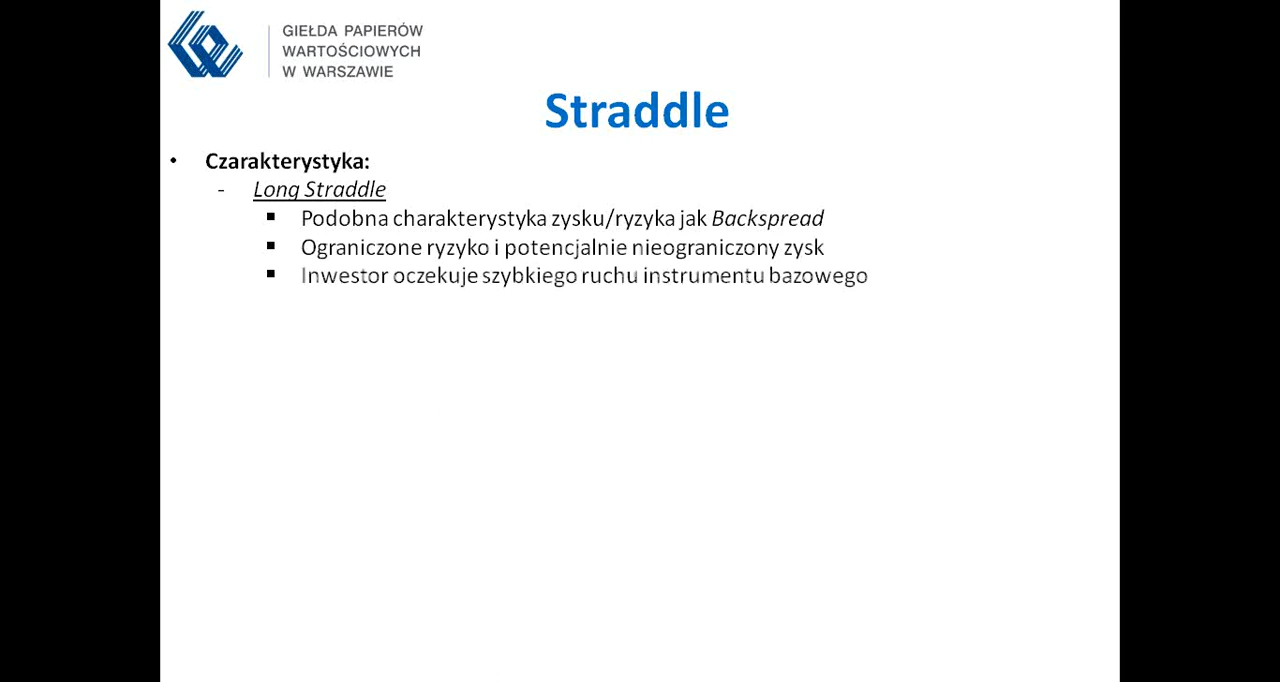 GIEŁDA PAPIERÓW
WARTOŚCIOWYCH
W WARSZAWIE
Straddle
• Czarakterystyka:
- Long Straddle
▪ Podobna charakterystyka zysku/ryzyka jak Backspread
▪ Ograniczone ryzyko i potencjalnie nieograniczony zysk
▪ Inwestor oczekuje szybkiego ruchu instrumentu bazowego